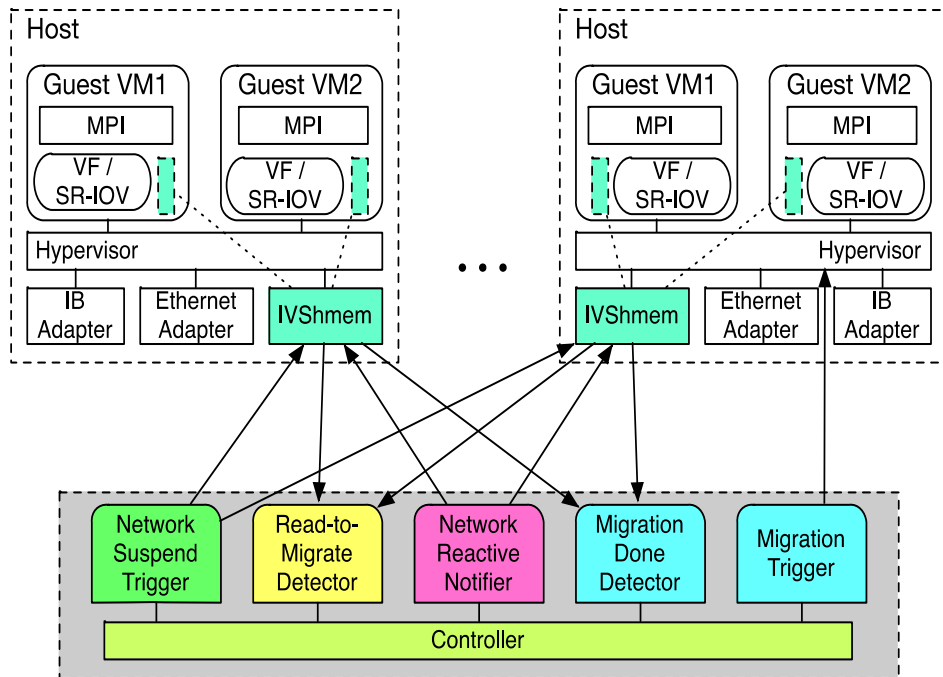 Host
Guest VM1
MPI
VF /
SR-IOV
Guest VM2
MPI
VF /
SR-IOV
Hypervisor
IB
Adapter
Ethernet
Adapter
IVShmem
Host
Guest VM1
MPI
VF /
SR-IOV
Guest VM2
MPI
VF /
SR-IOV
Hypervisor
IVShmem
Ethernet
Adapter
IB
Adapter
Network
Suspend
Trigger
Read-to-
Migrate
Detector
Network
Reactive
Notifier
Migration
Done
Detector
Migration
Trigger
Controller